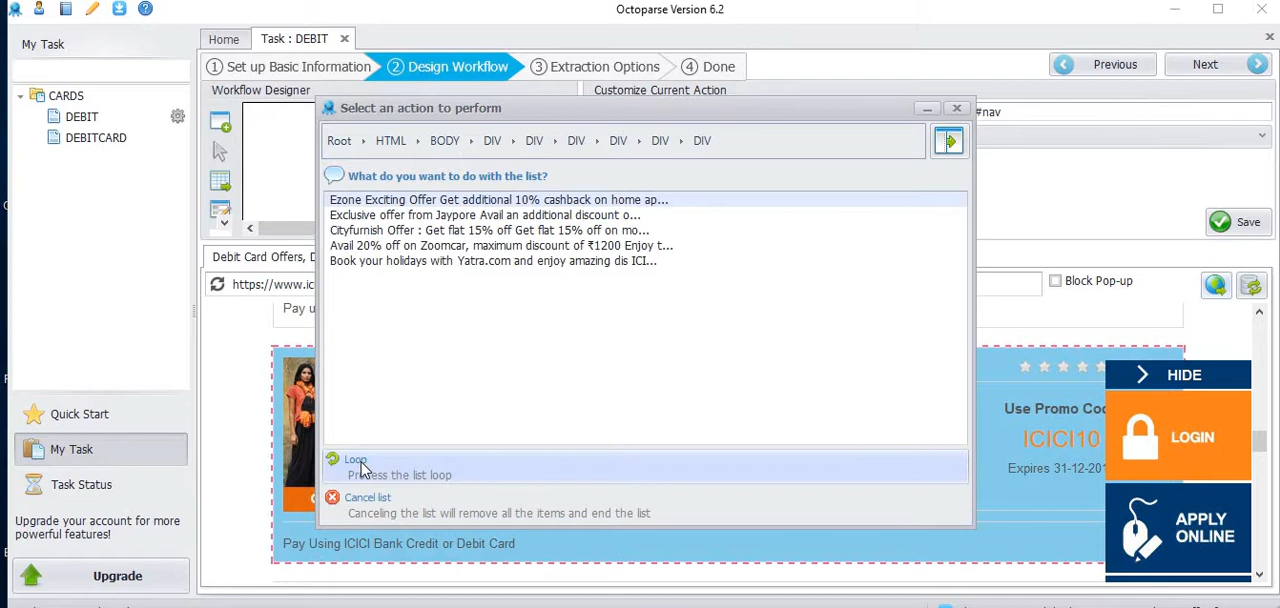 Octoparse Version 6.2
My Task
Home
Task : DEBIT
1 Set up Basic Information
2 Design Workflow
3 Extraction Options
4 Done
Previous
Next
Workflow Designer
Customize Current Action
CARDS
DEBIT
DEBITCARD
Select an action to perform
#nav
Root HTML BODY DIV DIV DIV DIV DIV DIV
What do you want to do with the list?
Ezone Exciting Offer Get additional 10% cashback on home ap...
Exclusive offer from Jaypore Avail an additional discount o...
Cityfurnish Offer : Get flat 15% off Get flat 15% off on mo...
Avail 20% off on Zoomcar, maximum discount of ₹1200 Enjoy t...
Book your holidays with Yatra.com and enjoy amazing dis ICI...
Save
Debit Card Offers, D
https://www.ic
Block Pop-up
Pay u
HIDE
Use Promo Cod
ICICI10
LOGIN
Expires 31-12-201
Loop
Process the list loop
Cancel list
Canceling the list will remove all the items and end the list
APPLY
ONLINE
Pay Using ICICI Bank Credit or Debit Card
Quick Start
My Task
Task Status
Upgrade your account for more
powerful features!
Upgrade